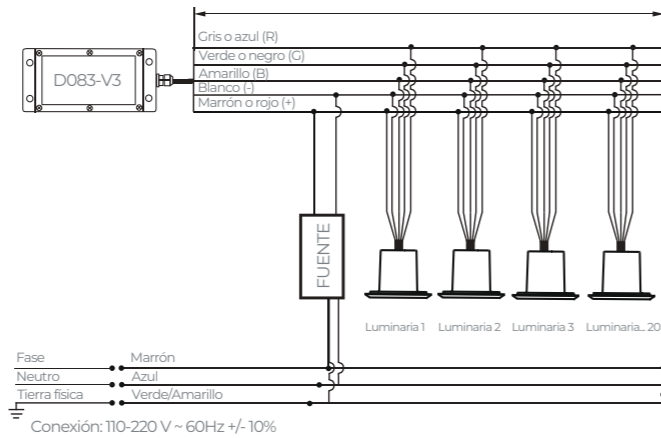 Gris o azul (R)
Verde o negro (G)
Amarillo (B)
Blanco (-)
Marrón o rojo (+)
D083-V3
FUENTE
Luminaria 1
Luminaria 2
Luminaria 3
Luminaria... 20
Fase
Marrón
Neutro
Azul
Tierra fisica
Verde/Amarillo
Conexión: 110-220 V ~ 60Hz +/- 10%